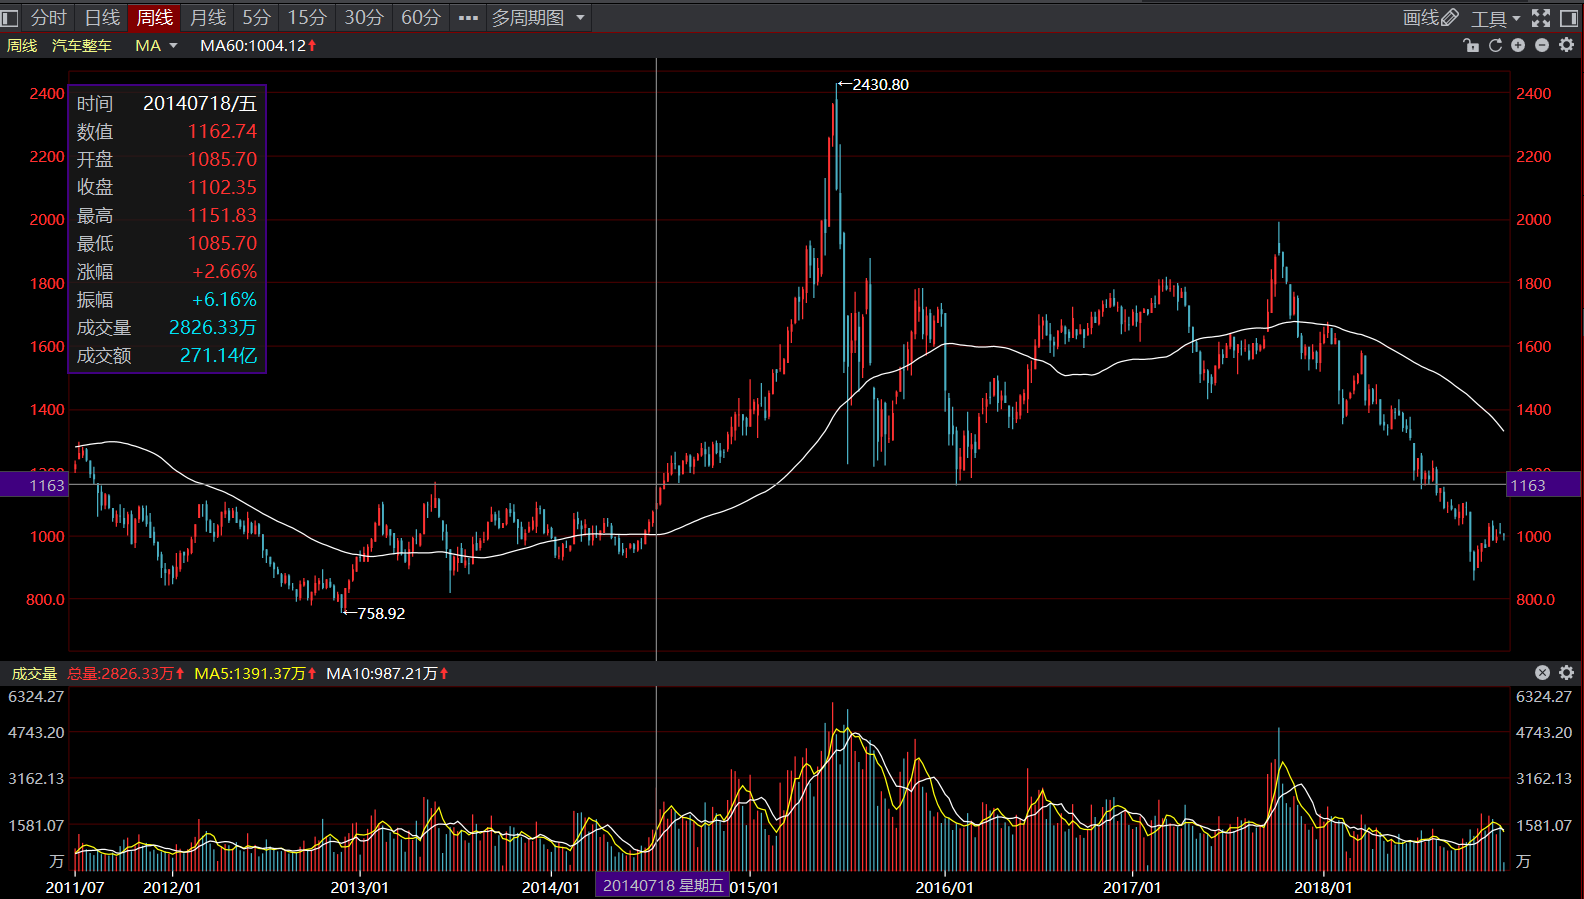 分时 日线 周线 月线 5分 15分 30分 60分 ••• 多周期图 画线 工具
周线 汽车整车 MA MA60:1004.12↑
←2430.80
2400 2400
时间 20140718/五
数值 1162.74
开盘 1085.70
收盘 1102.35
最高 1151.83
最低 1085.70
涨幅 +2.66%
振幅 +6.16%
成交量 2826.33万
成交额 271.14亿
2200 2200
2000 2000
1800 1800
1600 1600
1400 1400
1200 1200
1163 1163
1000 1000
800.0 800.0
←758.92
成交量 总量:2826.33万↑ MA5:1391.37万↑ MA10:987.21万↑
6324.27 6324.27
4743.20 4743.20
3162.13 3162.13
1581.07 1581.07
万 万
2011/07 2012/01 2013/01 2014/01 20140718 星期五 015/01 2016/01 2017/01 2018/01